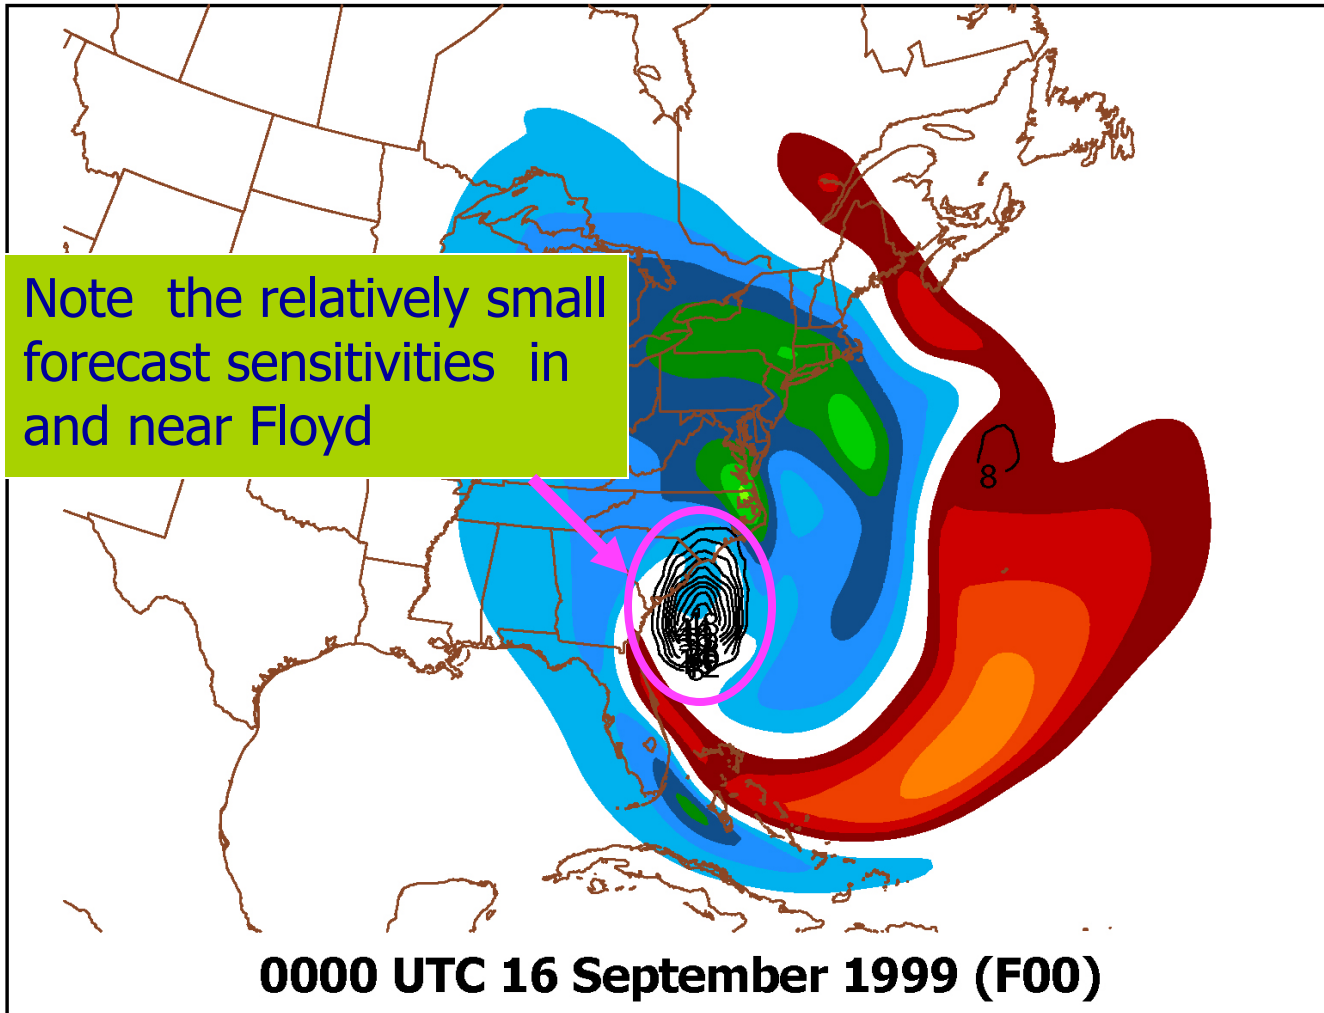 Note  the relatively small
forecast sensitivities  in
and near Floyd
8
0000 UTC 16 September 1999 (F00)